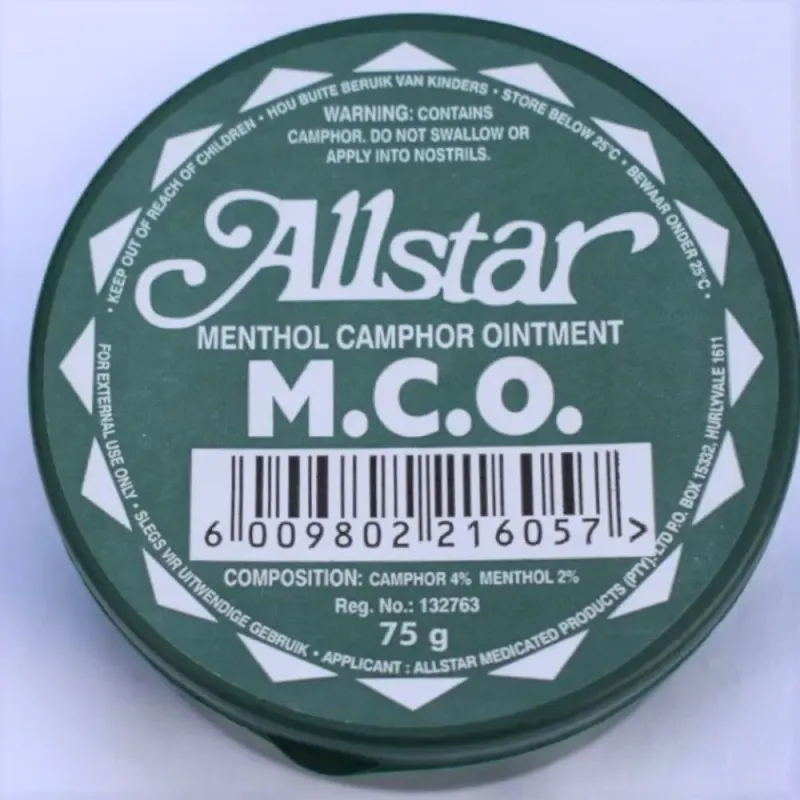 • KEEP OUT OF REACH OF CHILDREN • HOU BUITE BERUIK VAN KINDERS • STORE BELOW 25°C • BEWAAR ONDER 25°C •
WARNING: CONTAINS
CAMPHOR. DO NOT SWALLOW OR
APPLY INTO NOSTRILS.
Allstar
MENTHOL CAMPHOR OINTMENT
M.C.O.
6 009802 216057 >
COMPOSITION: CAMPHOR 4% MENTHOL 2%
Reg. No.: 132763
75 g
FOR EXTERNAL USE ONLY • SLEGS VIR UITWENDIGE GEBRUIK • APPLICANT : ALLSTAR MEDICATED PRODUCTS (PTY) LTD P.O. BOX 15332, HURLYVALE 1611